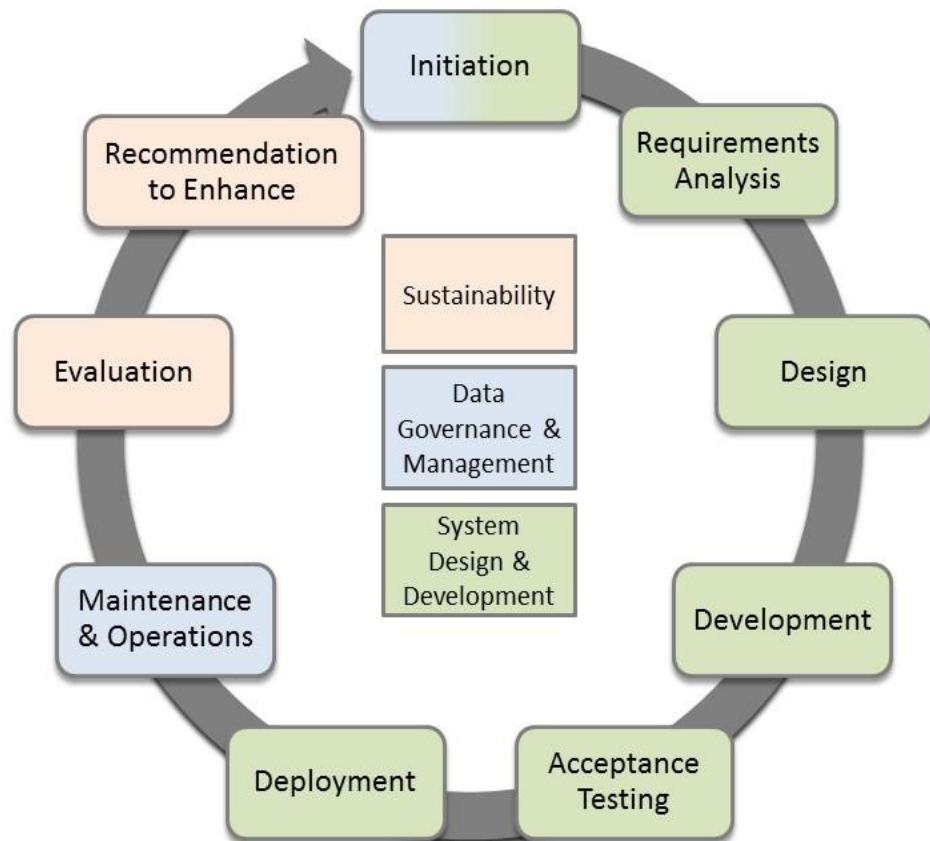 Initiation
Requirements
Analysis
Design
Development
Acceptance
Testing
Deployment
Maintenance
& Operations
Evaluation
Recommendation
to Enhance
Sustainability
Data
Governance &
Management
System
Design &
Development